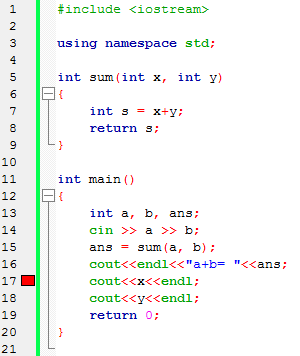 1 #include <iostream>
2
3 using namespace std;
4
5 int sum(int x, int y)
6 {
7 int s = x+y;
8 return s;
9 }
10
11 int main()
12 {
13 int a, b, ans;
14 cin >> a >> b;
15 ans = sum(a, b);
16 cout<<endl<<"a+b= "<<ans;
17 cout<<x<<endl;
18 cout<<y<<endl;
19 return 0;
20 }
21